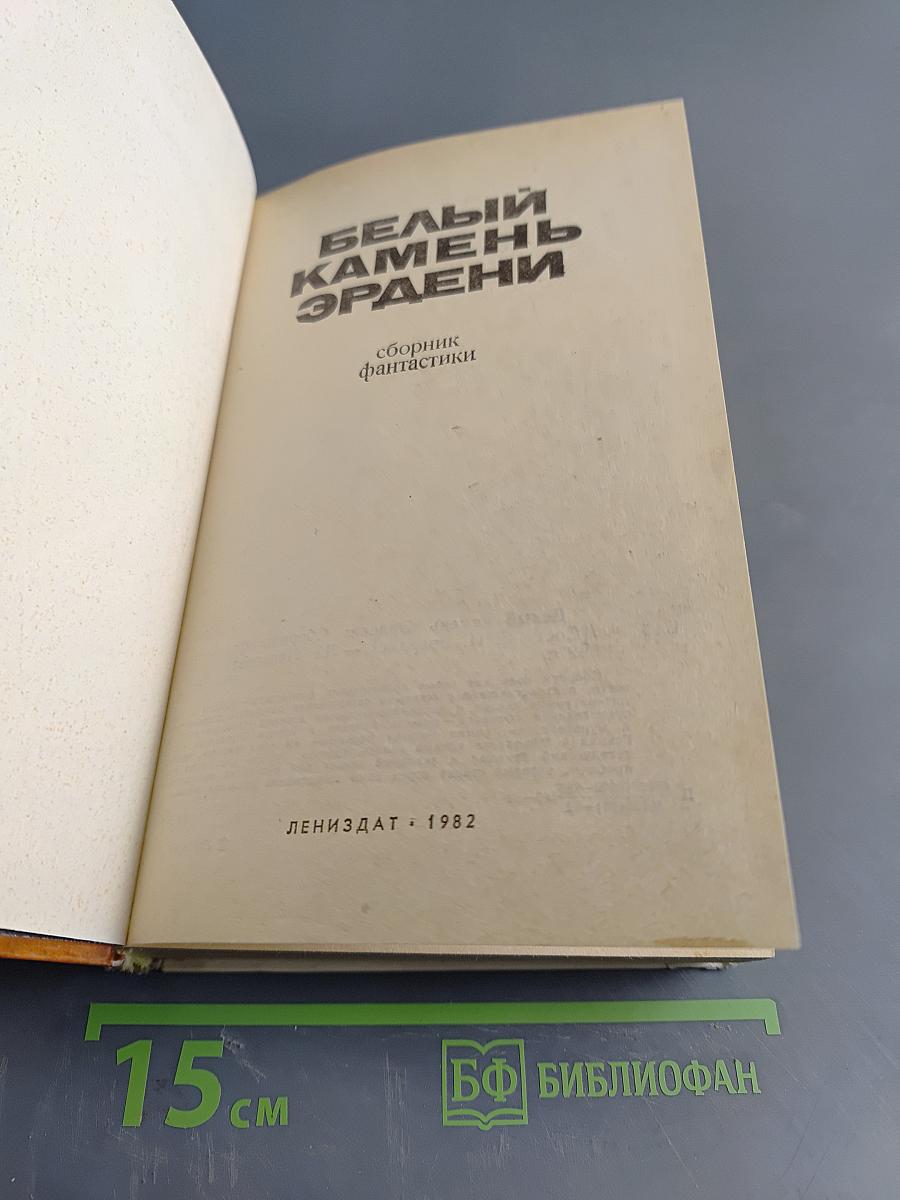 БЕЛЫЙ
КАМЕНЬ
ЭРДЕНИ
сборник
фантастики
ЛЕНИЗДАТ • 1982
15 см
БФ БИБЛИОФАН